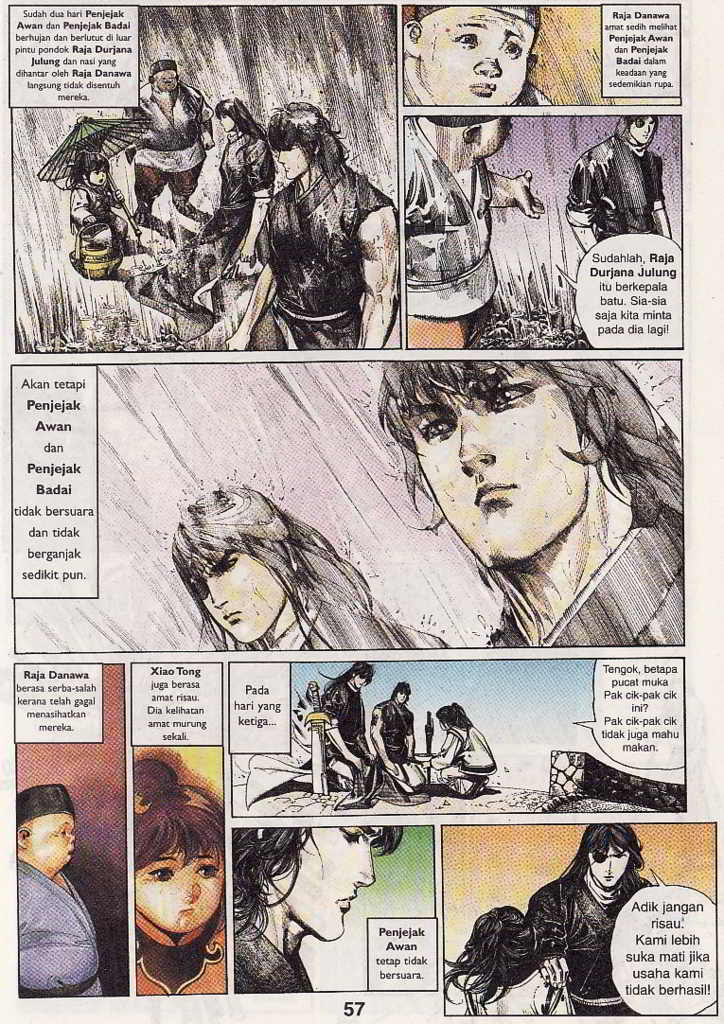 Sudah dua hari Penjejak
Awan dan Penjejak Badai
berhujan dan berlutut di luar
pintu pondok Raja Durjana
Julung dan nasi yang
dihantar oleh Raja Danawa
langsung tidak disentuh
mereka.
Raja Danawa
amat sedih melihat
Penjejak Awan
dan Penjejak
Badai dalam
keadaan yang
sedemikian rupa.
Sudahlah, Raja
Durjana Julung
itu berkepala
batu. Sia-sia
saja kita minta
pada dia lagi!
Akan tetapi
Penjejak
Awan
dan
Penjejak
Badai
tidak bersuara
dan tidak
berganjak
sedikit pun.
Raja Danawa
berasa serba-salah
kerana telah gagal
menasihatkan
mereka.
Xiao Tong
juga berasa
amat risau.
Dia kelihatan
amat murung
sekali.
Pada
hari yang
ketiga...
Tengok, betapa
pucat muka
Pak cik-pak cik
ini?
Pak cik-pak cik
tidak juga mahu
makan.
Penjejak
Awan
tetap tidak
bersuara.
Adik jangan
risau.
Kami lebih
suka mati jika
usaha kami
tidak berhasil!
57